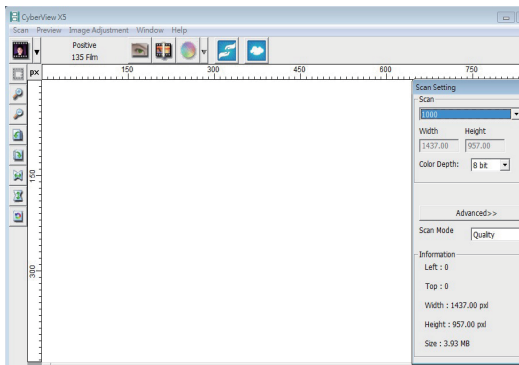 CyberView X5
Scan Preview Image Adjustment Window Help
Positive
135 Film
px 150 300 450 600 750
150
300
Scan Setting
Scan
1000
Width Height
1437.00 957.00
Color Depth: 8 bit
Advanced>>
Scan Mode Quality
Information
Left : 0
Top : 0
Width : 1437.00 pxl
Height : 957.00 pxl
Size : 3.93 MB